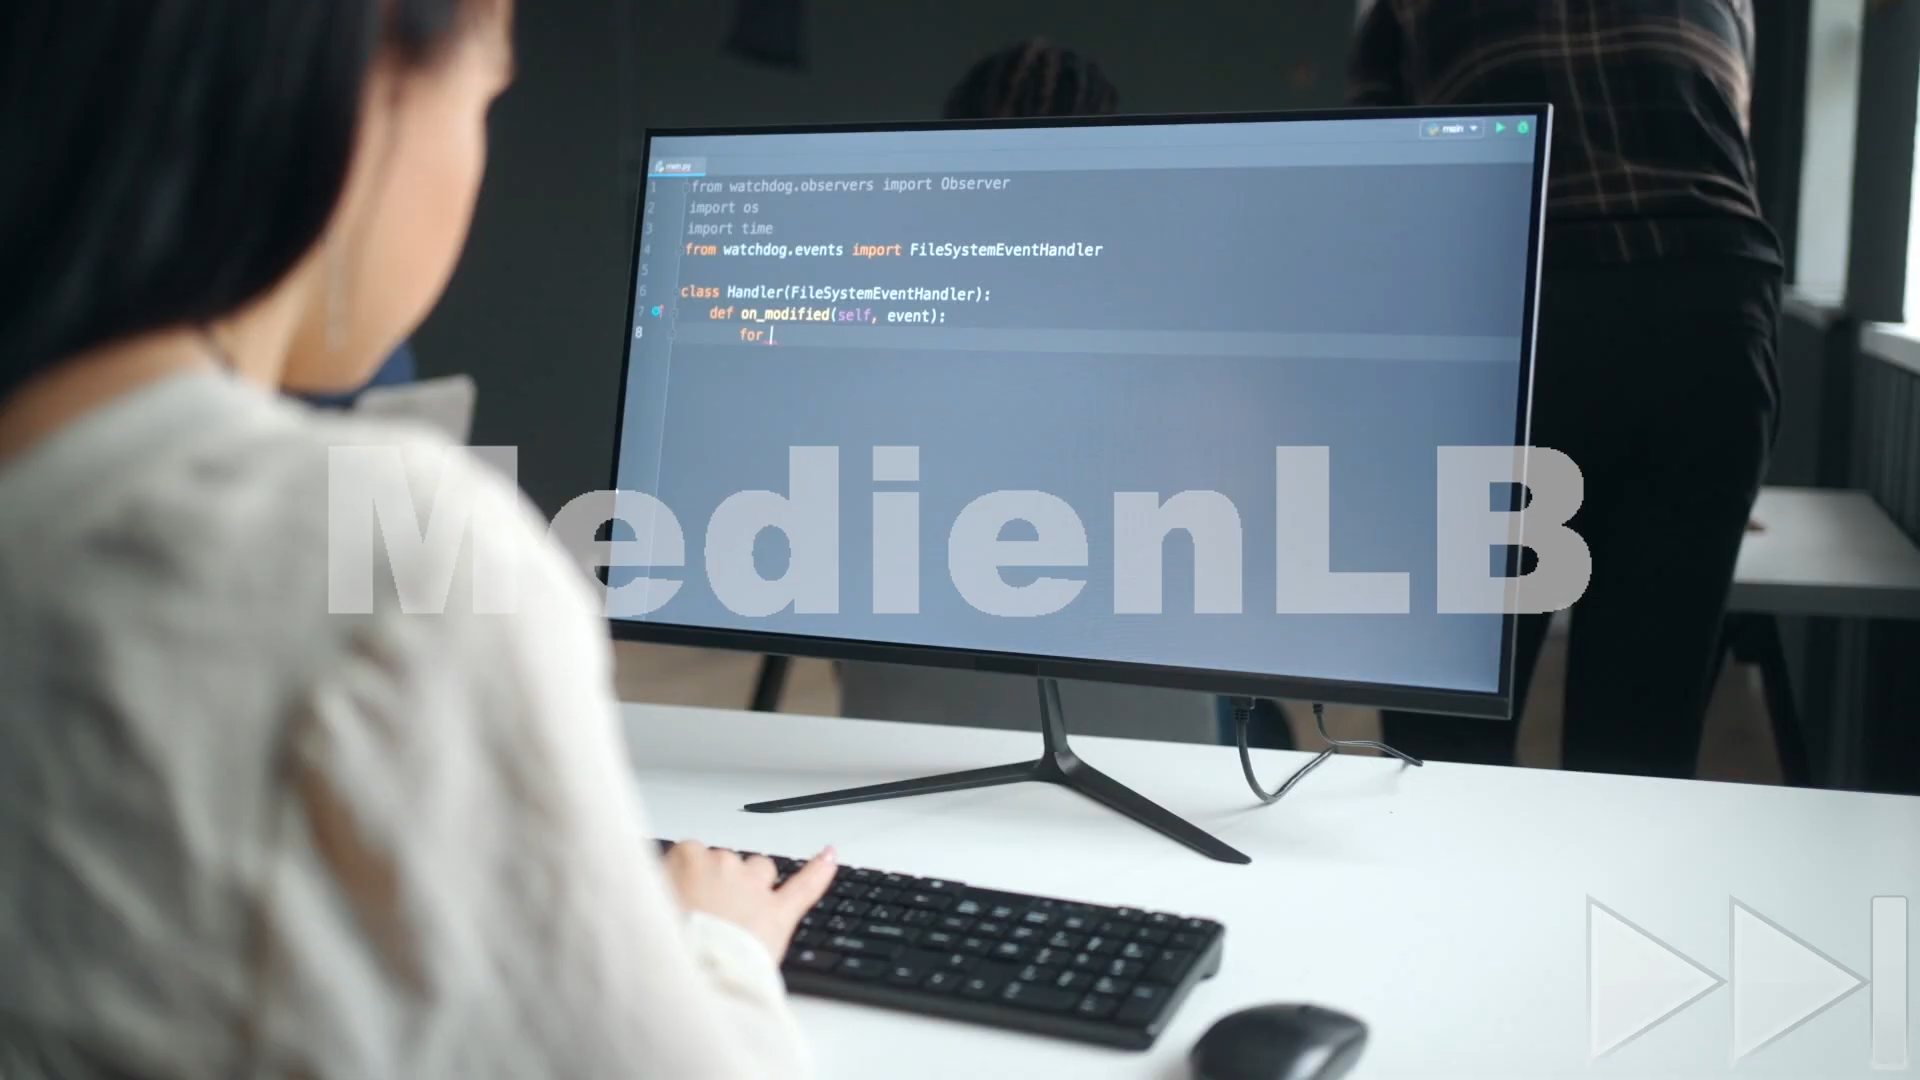 main
main.py
1 from watchdog.observers import Observer
2 import os
3 import time
4 from watchdog.events import FileSystemEventHandler
5
6 class Handler(FileSystemEventHandler):
7 def on_modified(self, event):
8 for
MedienLB